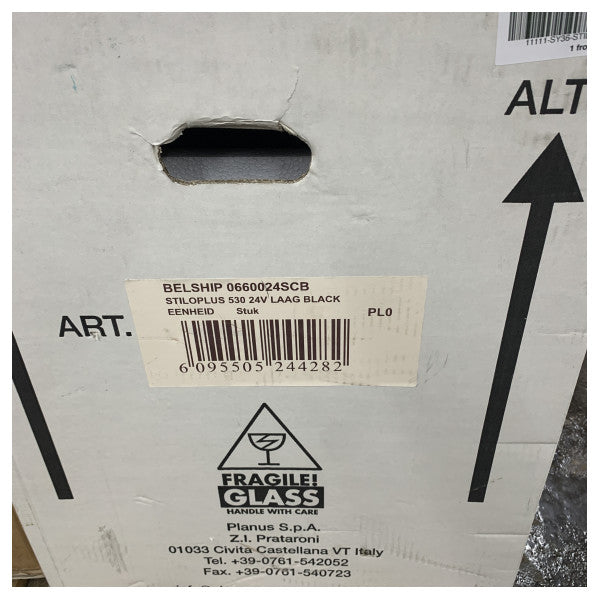 11111-SY36-STI
1 fro
ALT
BELSHIP 0660024SCB
STILOPLUS 530 24V LAAG BLACK
EENHEID Stuk PL0
ART.
6 095505 244282
FRAGILE!
GLASS
HANDLE WITH CARE
Planus S.p.A.
Z.I. Prataroni
01033 Civita Castellana VT Italy
Tel. +39-0761-542052
Fax. +39-0761-540723